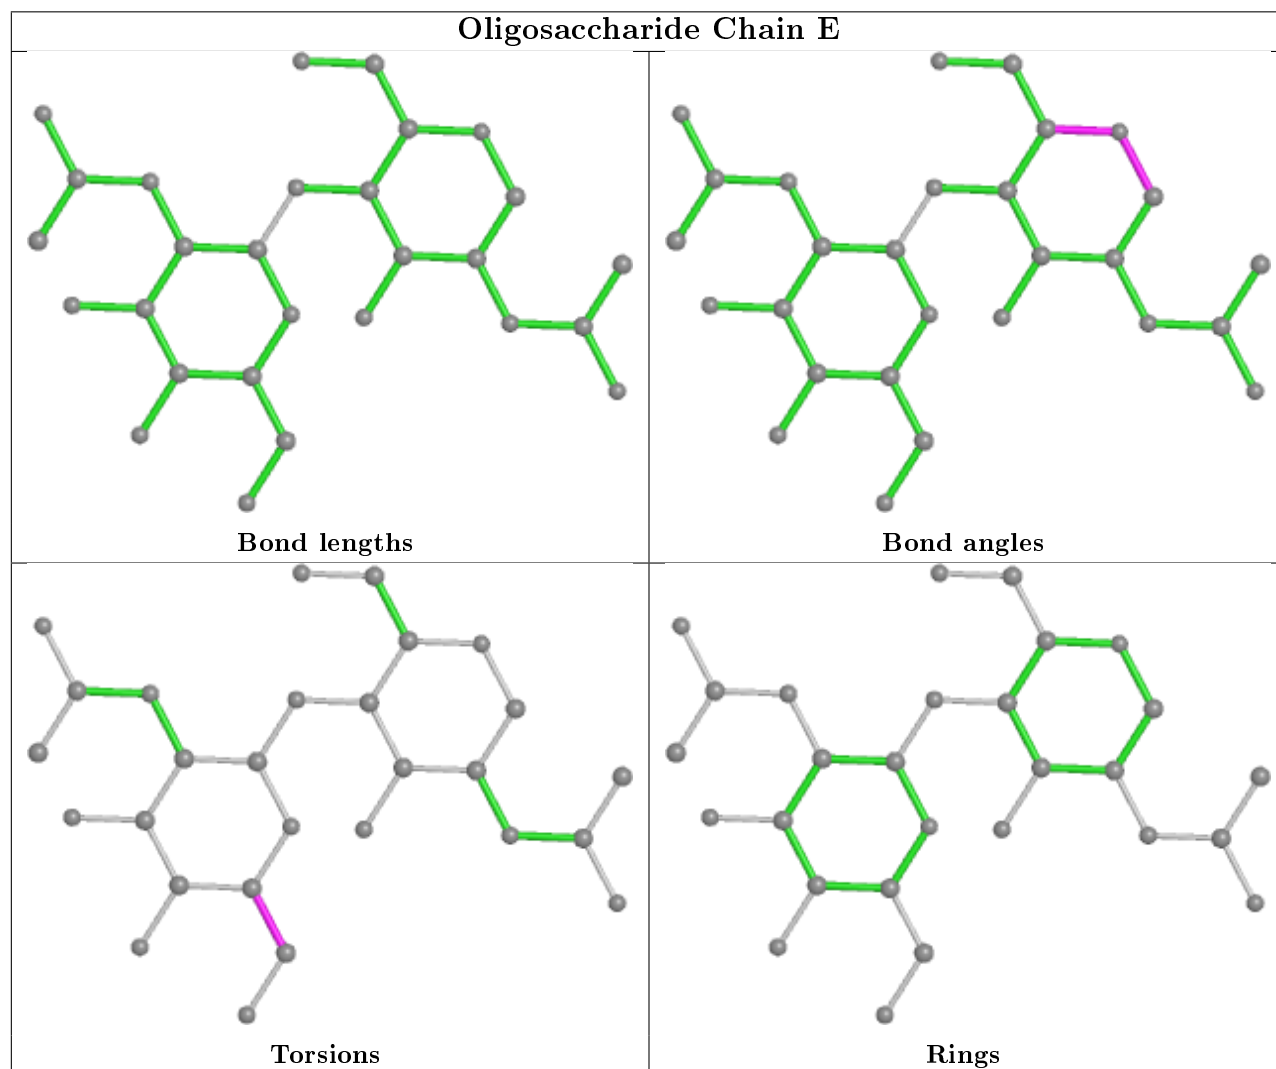 Oligosaccharide Chain E
Bond lengths
Bond angles
Torsions
Rings